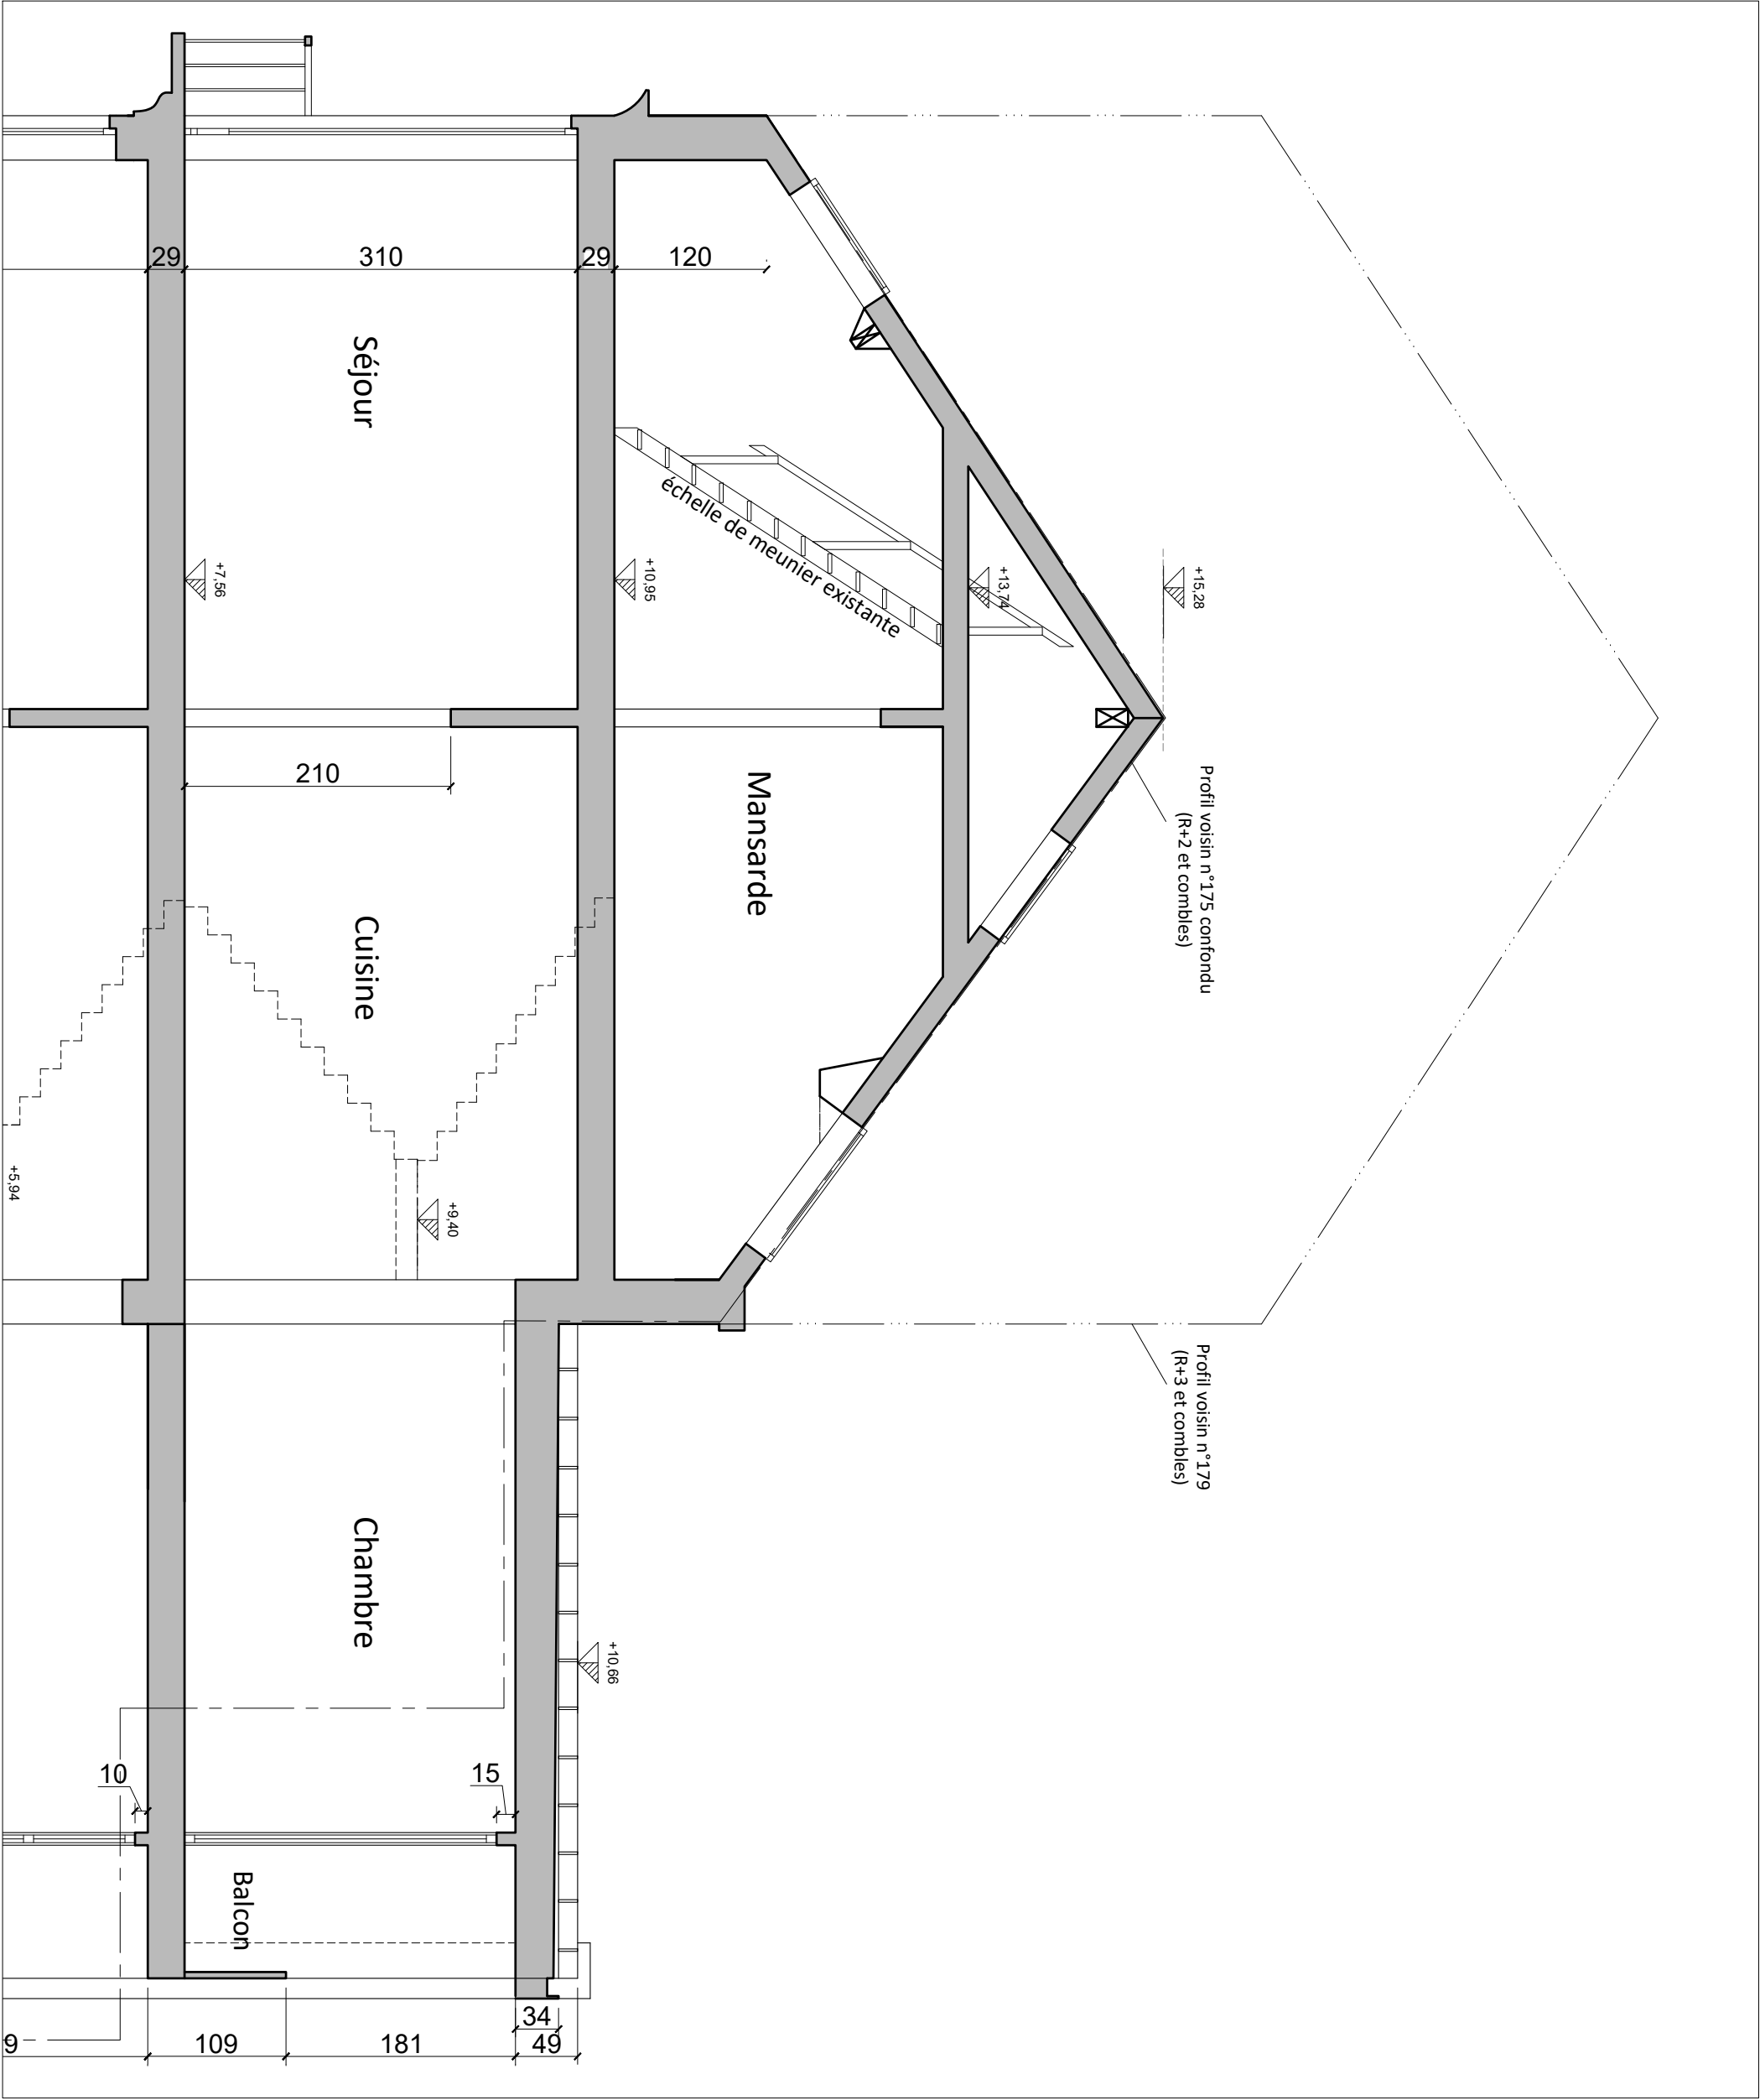 29
310
29
120
Séjour
échelle de meunier existante
+7,56
+10,95
+13,74
+15,28
210
Mansarde
Profil voisin n°175 confondu
(R+2 et combles)
Cuisine
+5,94
+9,40
Profil voisin n°179
(R+3 et combles)
Chambre
+10,66
10
15
Balcon
34
9
109
181
49